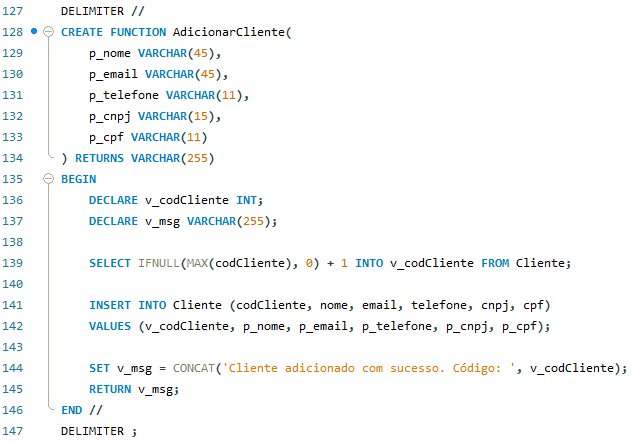 127 DELIMITER //
128 CREATE FUNCTION AdicionarCliente(
129 p_nome VARCHAR(45),
130 p_email VARCHAR(45),
131 p_telefone VARCHAR(11),
132 p_cnpj VARCHAR(15),
133 p_cpf VARCHAR(11)
134 ) RETURNS VARCHAR(255)
135 BEGIN
136 DECLARE v_codCliente INT;
137 DECLARE v_msg VARCHAR(255);
138
139 SELECT IFNULL(MAX(codCliente), 0) + 1 INTO v_codCliente FROM Cliente;
140
141 INSERT INTO Cliente (codCliente, nome, email, telefone, cnpj, cpf)
142 VALUES (v_codCliente, p_nome, p_email, p_telefone, p_cnpj, p_cpf);
143
144 SET v_msg = CONCAT('Cliente adicionado com sucesso. Código: ', v_codCliente);
145 RETURN v_msg;
146 END //
147 DELIMITER ;